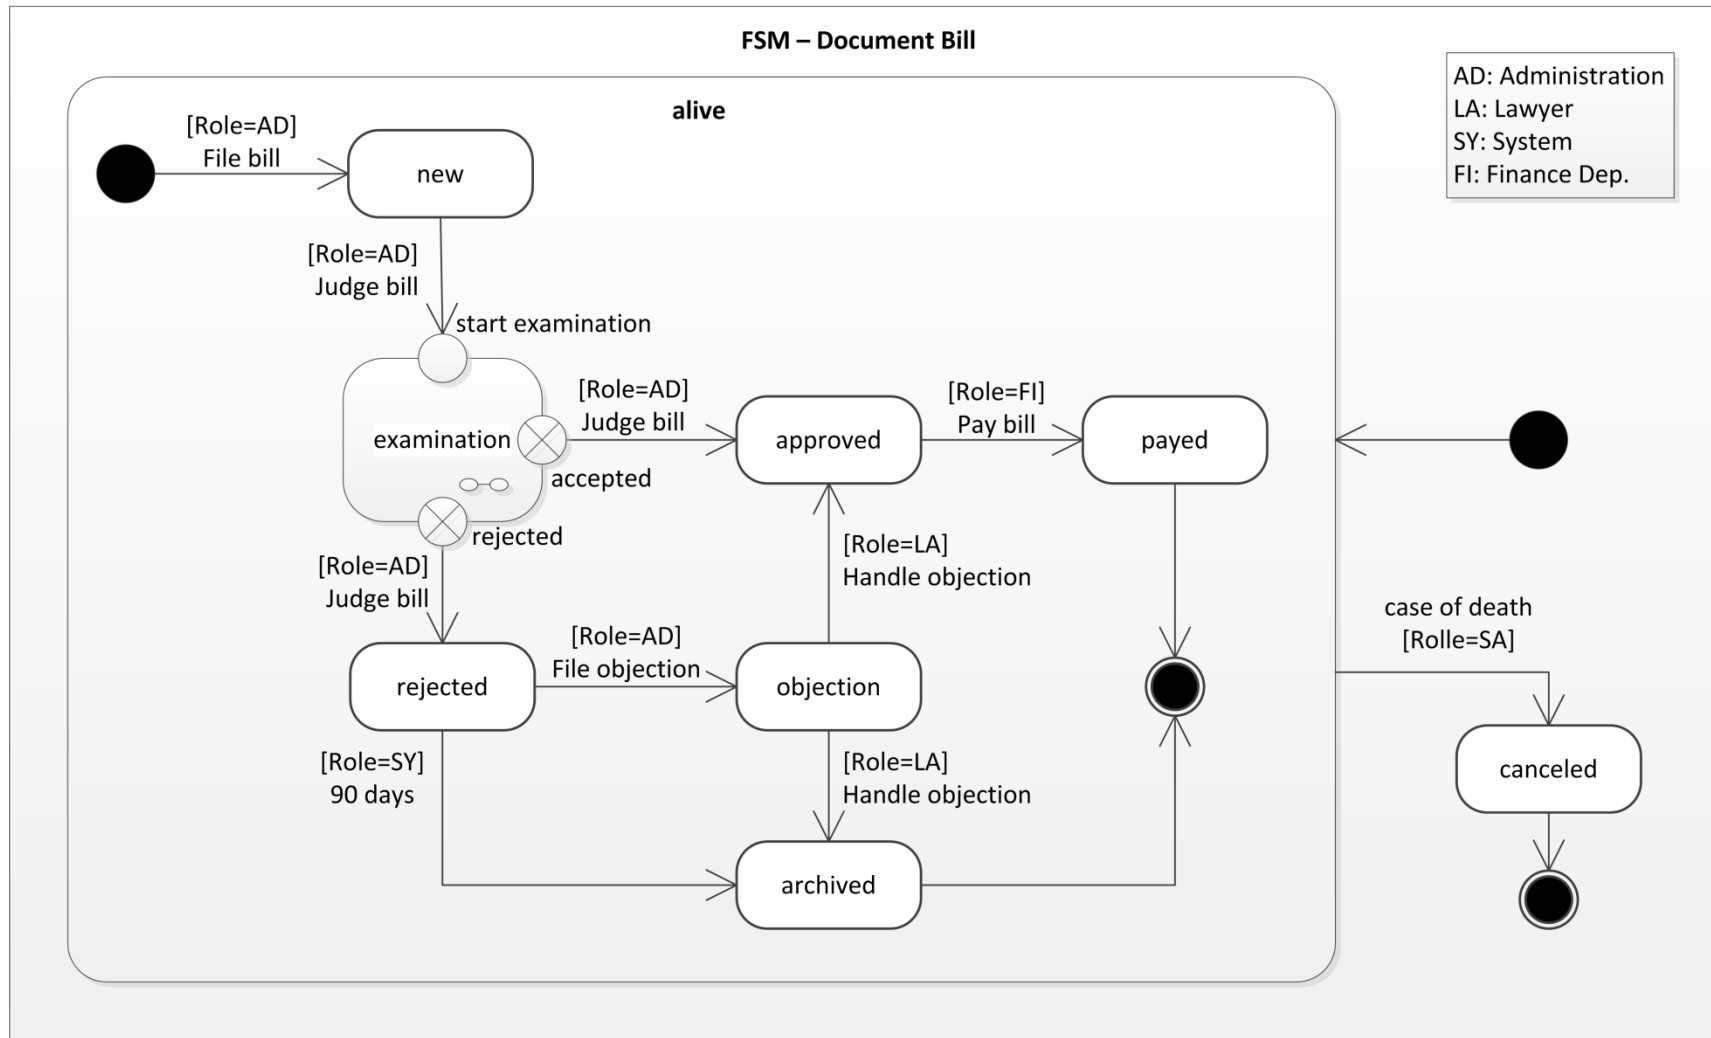 FSM – Document Bill
AD: Administration
LA: Lawyer
SY: System
FI: Finance Dep.
alive
[Role=AD]
File bill
new
[Role=AD]
Judge bill
start examination
examination
[Role=AD]
Judge bill
accepted
rejected
approved
[Role=FI]
Pay bill
payed
[Role=LA]
Handle objection
[Role=AD]
Judge bill
rejected
[Role=AD]
File objection
objection
case of death
[Rolle=SA]
[Role=SY]
90 days
[Role=LA]
Handle objection
canceled
archived